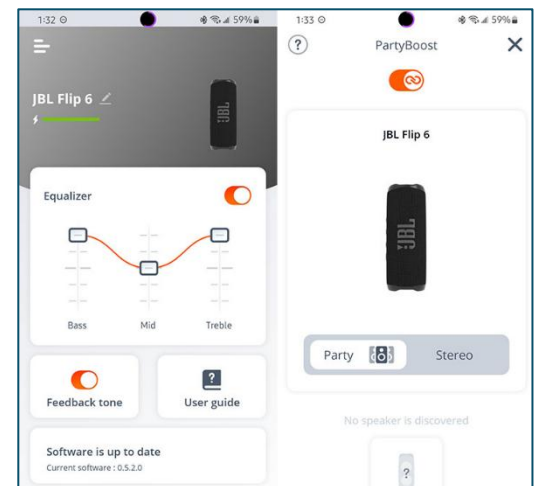 1:32
59%
JBL Flip 6
JBL
Equalizer
Bass Mid Treble
Feedback tone
?
User guide
Software is up to date
Current software : 0.5.2.0
1:33
59%
?
PartyBoost
JBL Flip 6
JBL
Party Stereo
No speaker is discovered
?